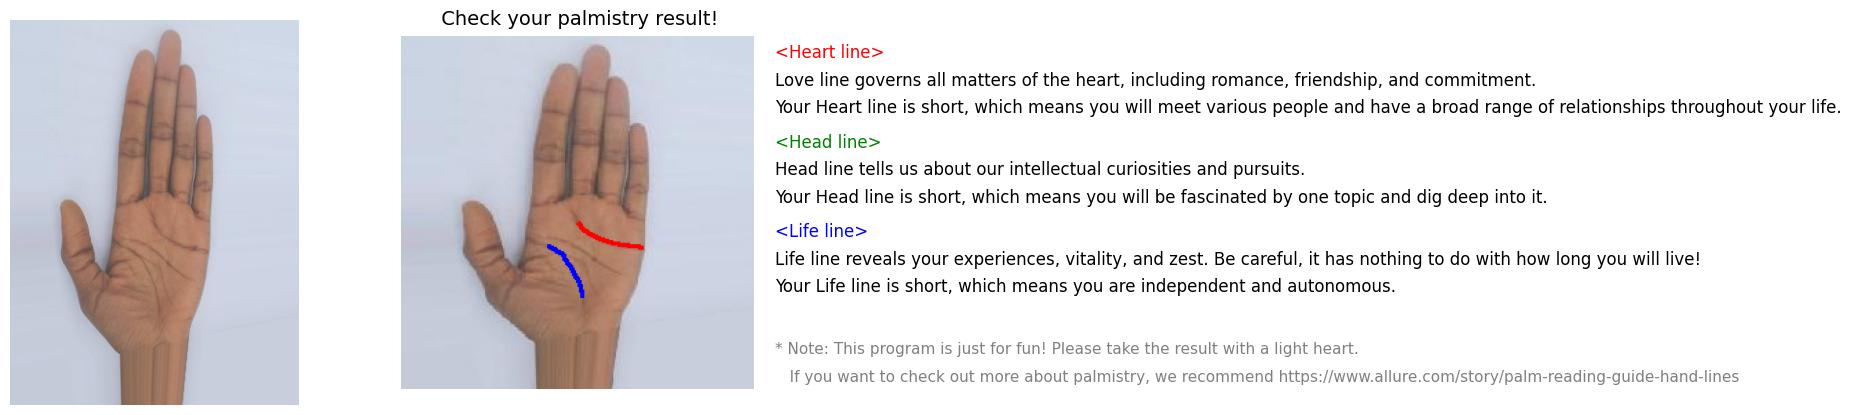 Check your palmistry result!
<Heart line>
Love line governs all matters of the heart, including romance, friendship, and commitment.
Your Heart line is short, which means you will meet various people and have a broad range of relationships throughout your life.
<Head line>
Head line tells us about our intellectual curiosities and pursuits.
Your Head line is short, which means you will be fascinated by one topic and dig deep into it.
<Life line>
Life line reveals your experiences, vitality, and zest. Be careful, it has nothing to do with how long you will live!
Your Life line is short, which means you are independent and autonomous.
* Note: This program is just for fun! Please take the result with a light heart.
If you want to check out more about palmistry, we recommend https://www.allure.com/story/palm-reading-guide-hand-lines